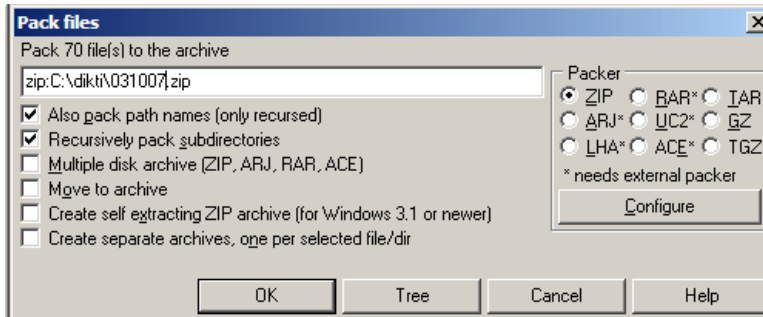 Pack files
Pack 70 file(s) to the archive
zip:C:\dikti\031007.zip
Also pack path names (only recursed)
Recursively pack subdirectories
Multiple disk archive (ZIP, ARJ, RAR, ACE)
Move to archive
Create self extracting ZIP archive (for Windows 3.1 or newer)
Create separate archives, one per selected file/dir
Packer
ZIP RAR* TAR
ARJ* UC2* GZ
LHA* ACE* TGZ
* needs external packer
Configure
OK Tree Cancel Help